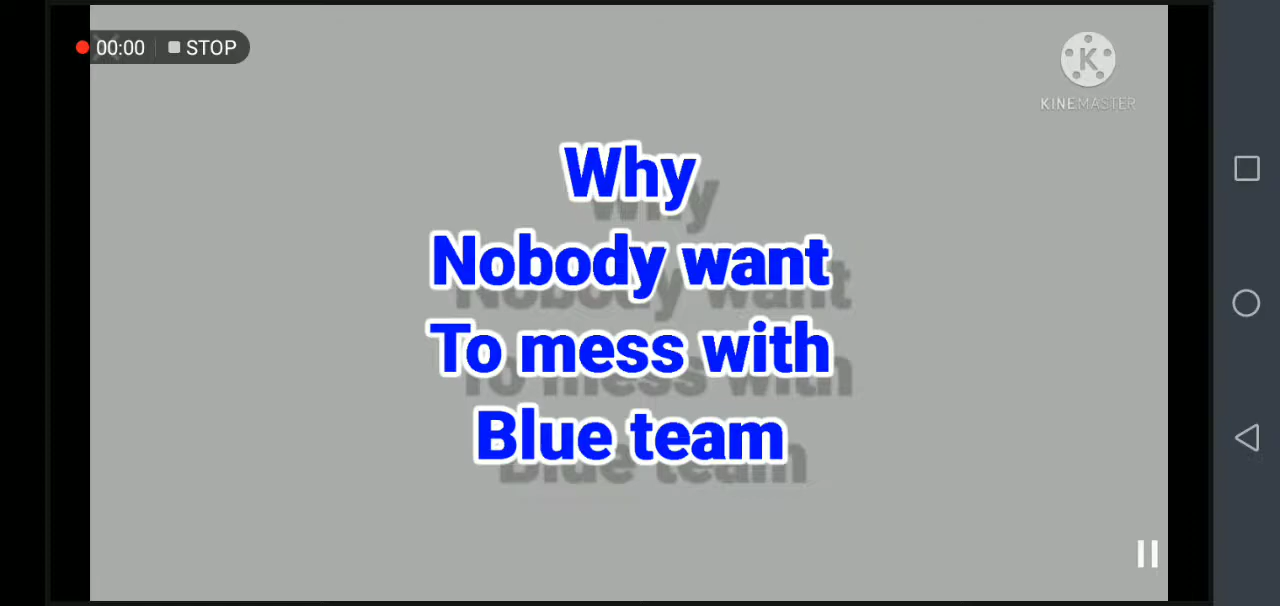 00:00 STOP
K
KINEMASTER
Why
Nobody want
To mess with
Blue team